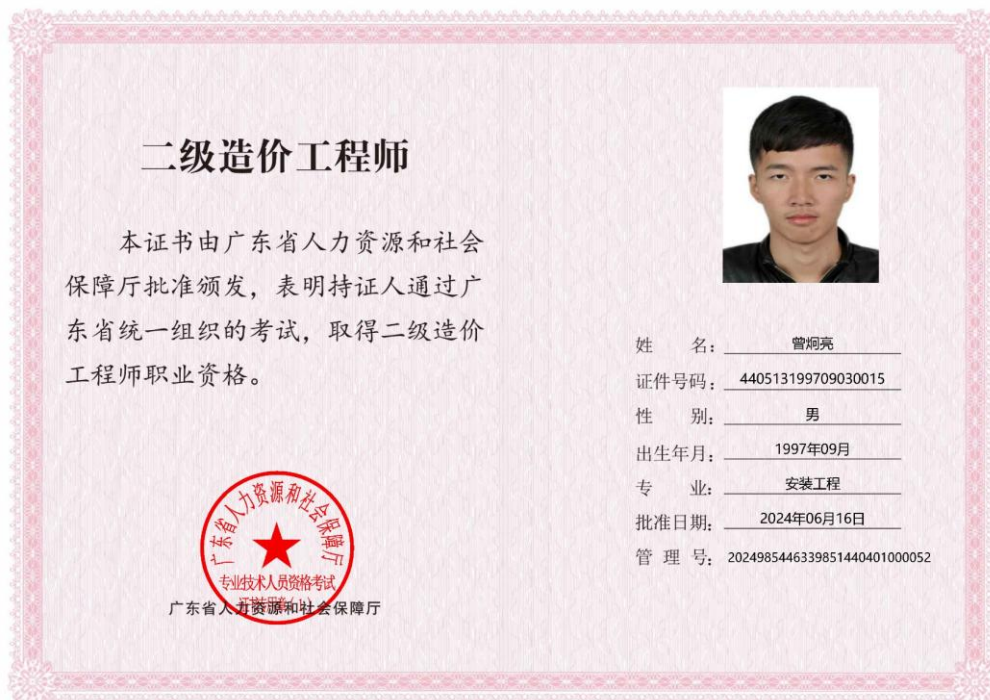 二级造价工程师
本证书由广东省人力资源和社会
保障厅批准颁发，表明持证人通过广
东省统一组织的考试，取得二级造价
工程师职业资格。
广东省人力资源和社会保障厅
专业技术人员资格考试
广东省人力资源和社会保障厅
姓 名：曾炯亮
证件号码：440513199709030015
性 别：男
出生年月：1997年09月
专 业：安装工程
批准日期：2024年06月16日
管 理 号：2024985446339851440401000052